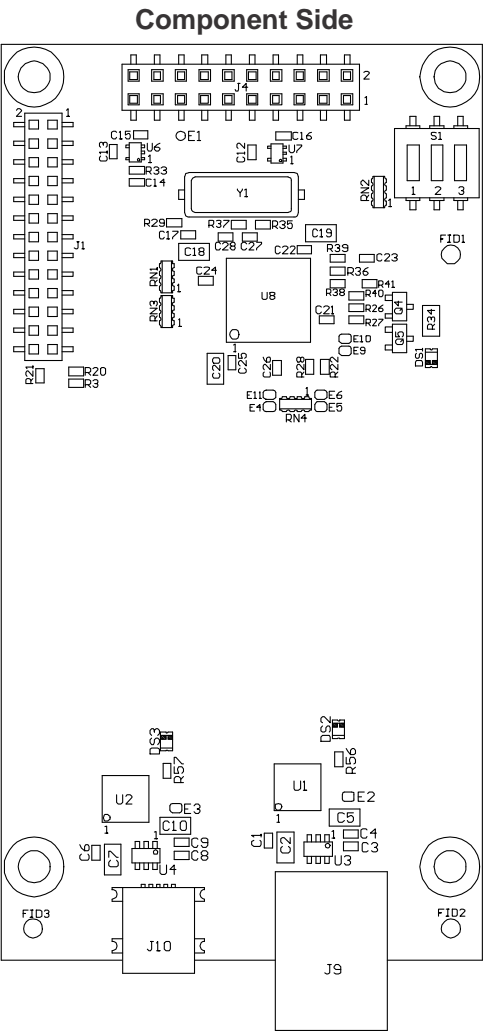 Component Side
2
J4
1
2 1
C15
E1
C16
S1
C13
U6
1
C12
U7
1
R33
C14
Y1
RN2
1
1 2 3
J1
R29
R37
R35
C17
C28
C27
C19
C18
C22
R39
C23
FID1
RN1
1
C24
R36
R38
R41
U8
R40
Q4
RN3
1
C21
R26
R27
R34
1
E10
Q5
E9
DS1
R21
R20
R3
C20
C25
C26
R28
R22
E11
1
E6
E4
E5
RN4
DS3
DS2
R57
R56
U2
1
U1
1
E3
E2
C10
C5
C9
C4
C6
C7
1
C8
C1
C2
1
C3
U4
U3
FID3
FID2
J10
J9